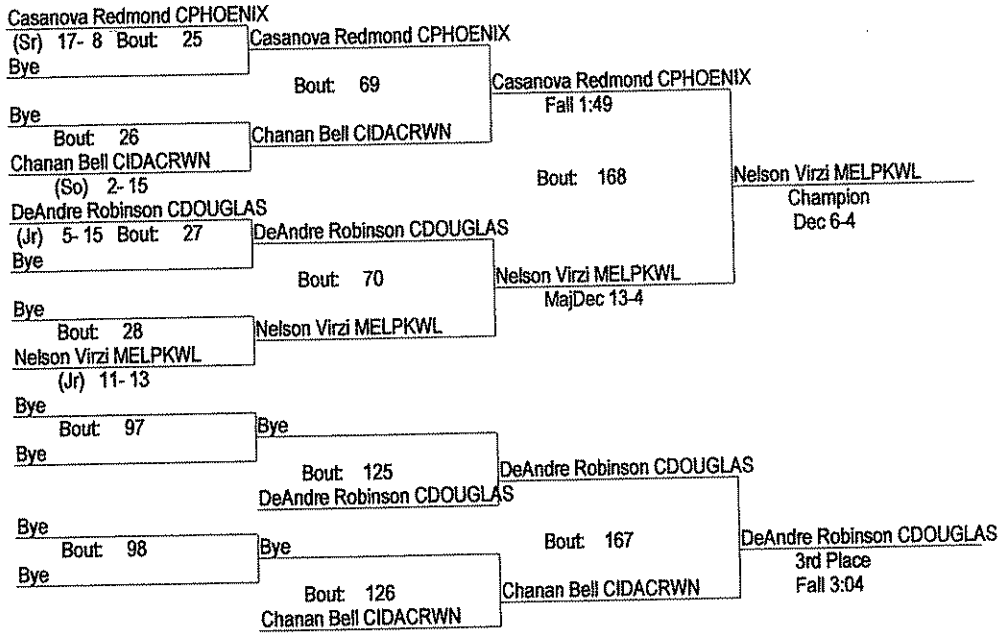 Casanova Redmond CPHOENIX
(Sr) 17- 8 Bout: 25
Bye
Casanova Redmond CPHOENIX
Bout: 69
Bye
Bout: 26
Chanan Bell CIDACRWN
(So) 2- 15
Chanan Bell CIDACRWN
Casanova Redmond CPHOENIX
Fall 1:49
Bout: 168
DeAndre Robinson CDOUGLAS
(Jr) 5- 15 Bout: 27
Bye
DeAndre Robinson CDOUGLAS
Bout: 70
Bye
Bout: 28
Nelson Virzi MELPKWL
(Jr) 11- 13
Nelson Virzi MELPKWL
Nelson Virzi MELPKWL
MajDec 13-4
Nelson Virzi MELPKWL
Champion
Dec 6-4
Bye
Bout: 97
Bye
Bye
Bout: 125
DeAndre Robinson CDOUGLAS
DeAndre Robinson CDOUGLAS
Bout: 167
Bye
Bout: 98
Bye
Bye
Bout: 126
Chanan Bell CIDACRWN
Chanan Bell CIDACRWN
DeAndre Robinson CDOUGLAS
3rd Place
Fall 3:04